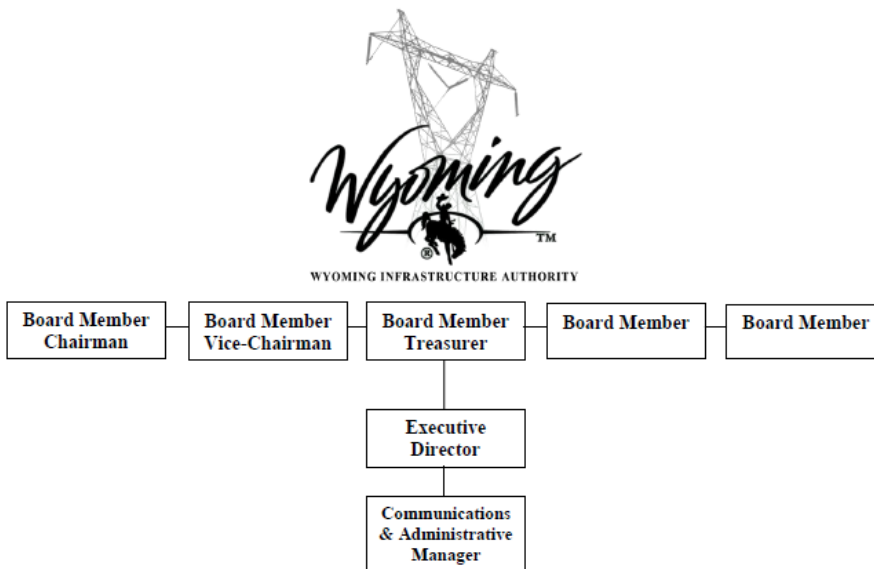 Wyoming
TM
®
WYOMING INFRASTRUCTURE AUTHORITY
Board Member
Chairman
Board Member
Vice-Chairman
Board Member
Treasurer
Board Member
Board Member
Executive
Director
Communications
& Administrative
Manager